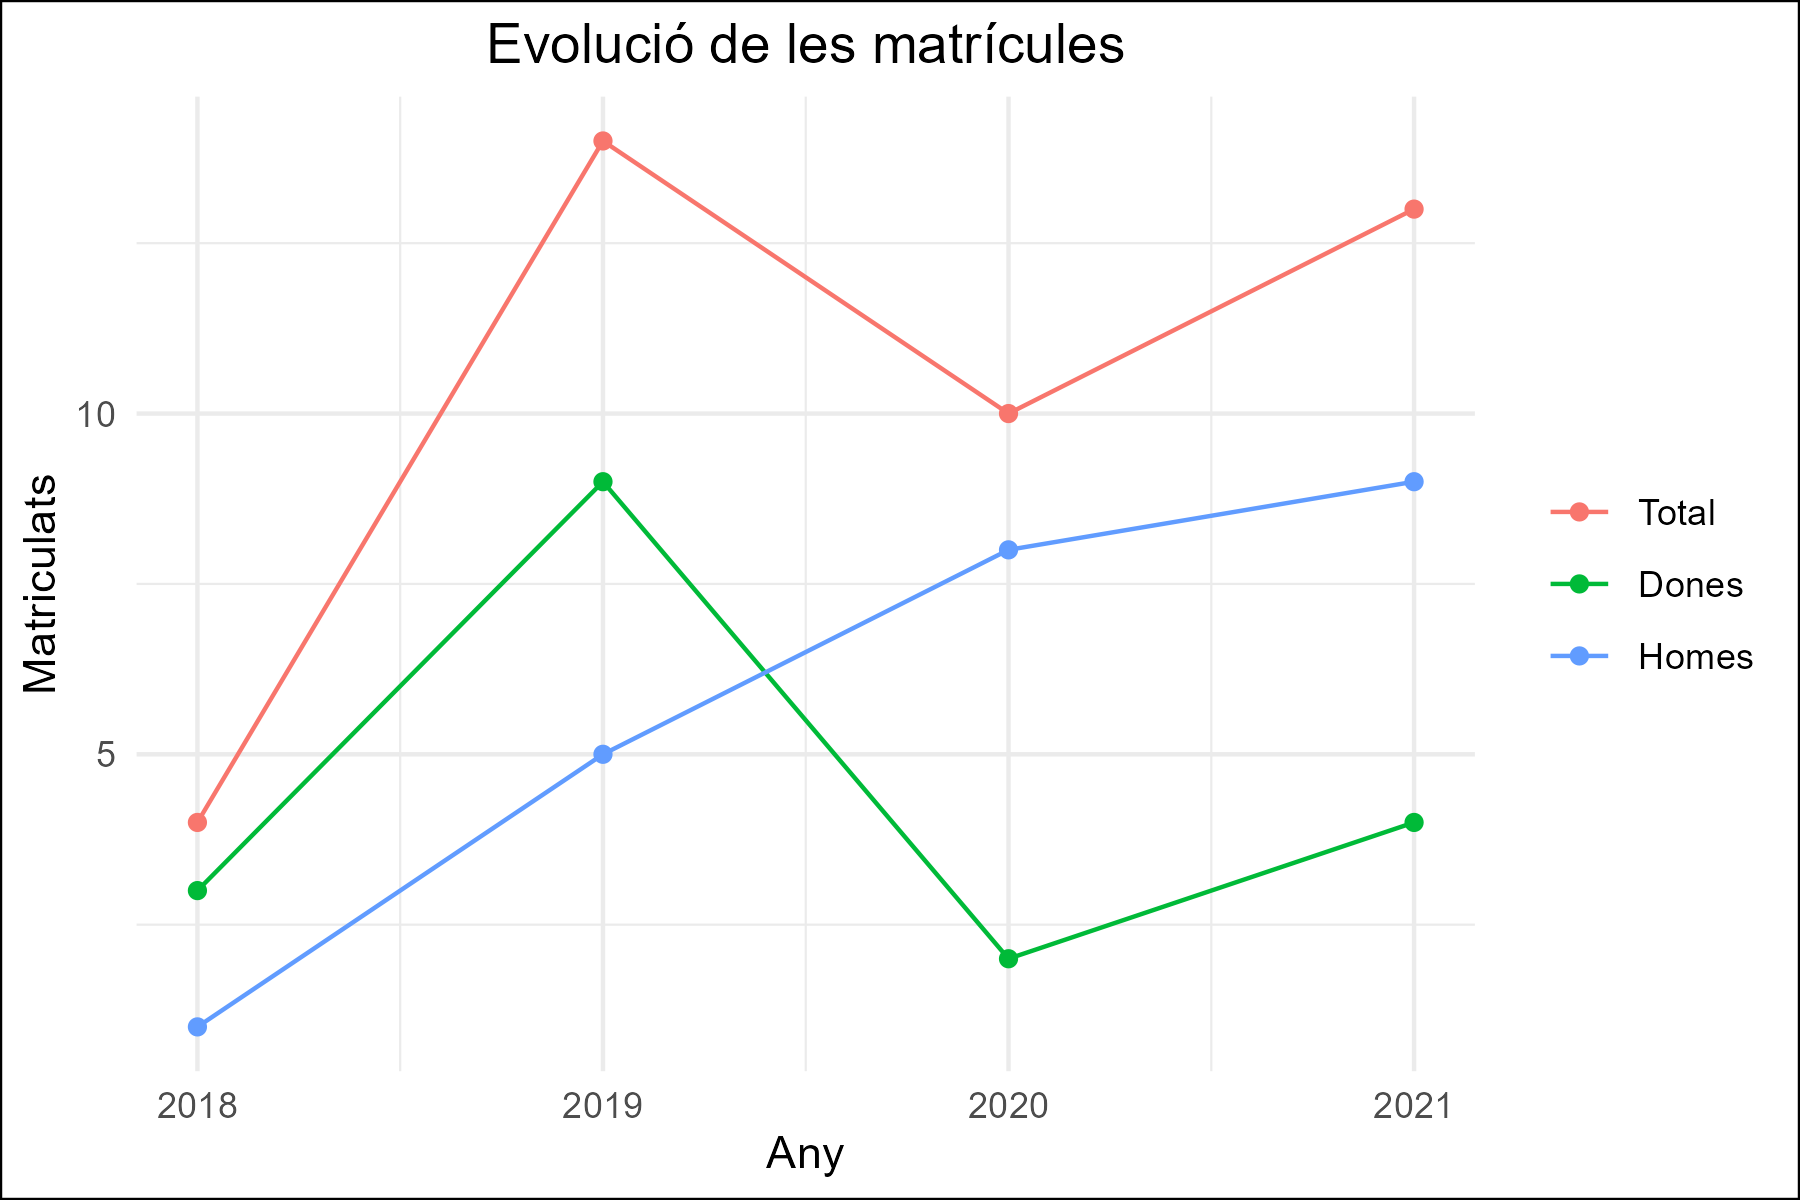 Evolució de les matrícules
Matriculats
10
5
2018 2019 2020 2021
Any
Total
Dones
Homes